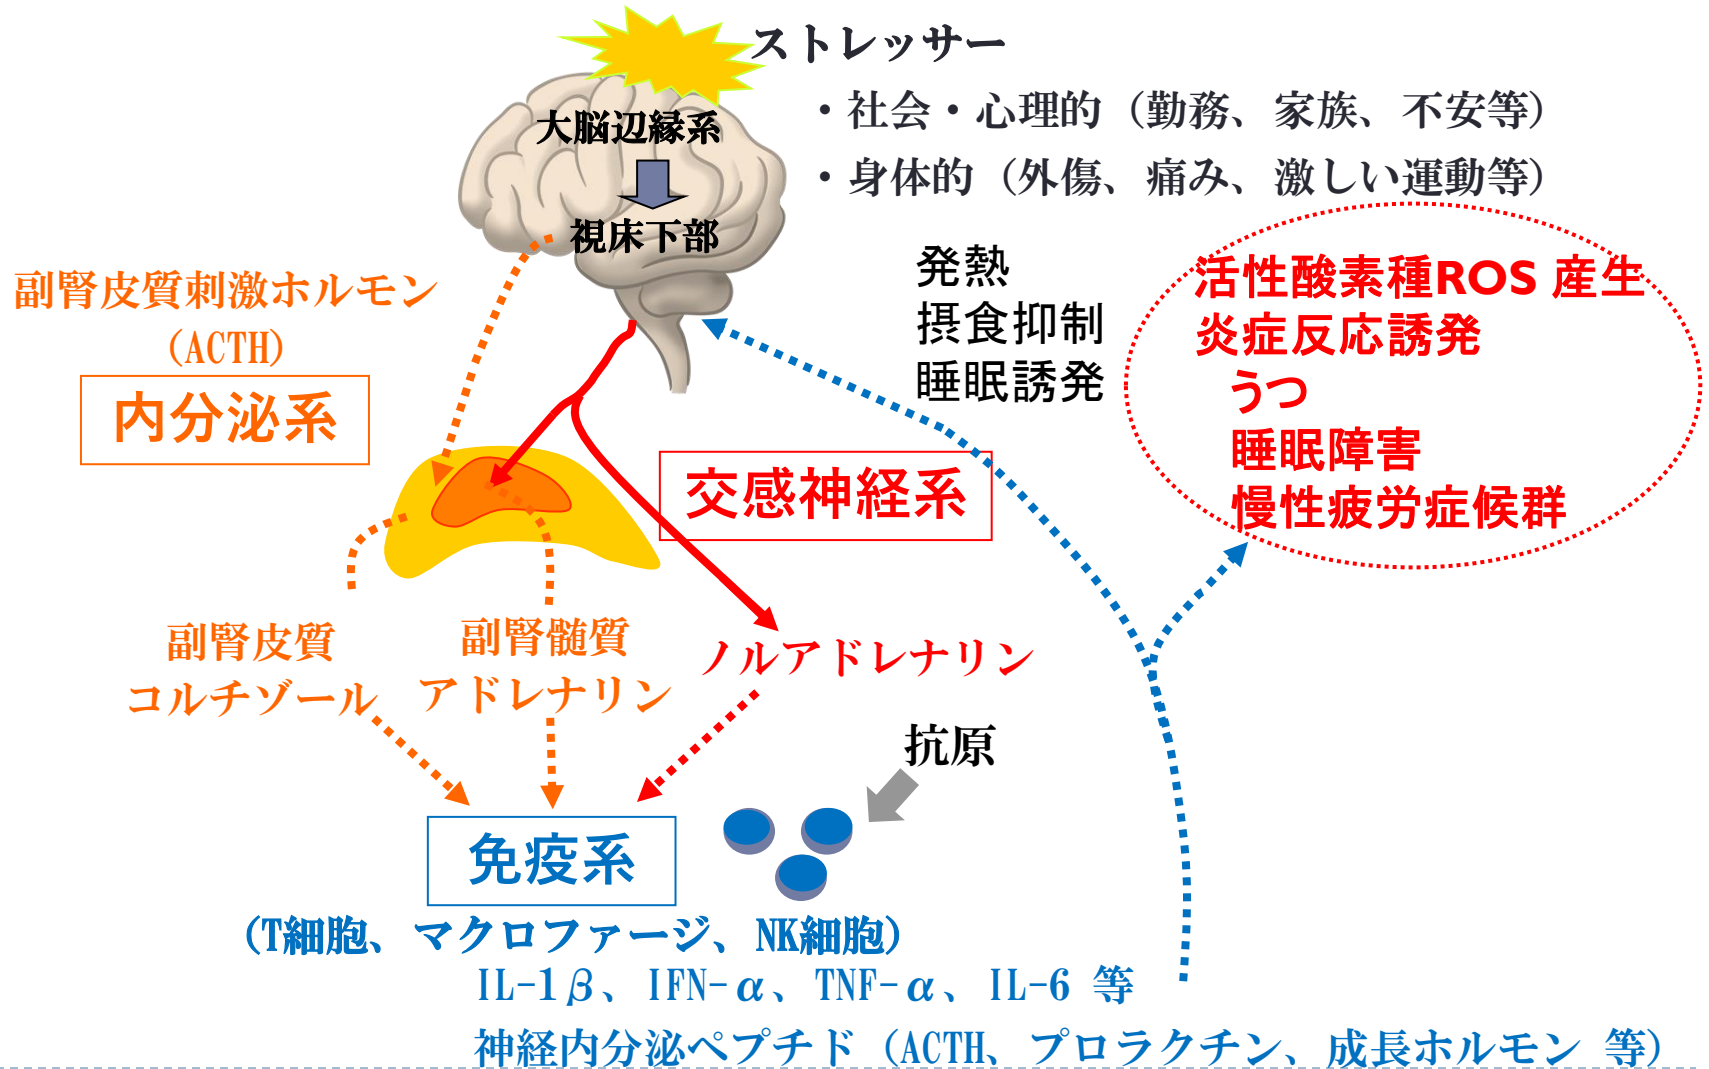 ストレッサー
・社会・心理的（勤務、家族、不安等）
・身体的（外傷、痛み、激しい運動等）
大脳辺縁系
視床下部
副腎皮質刺激ホルモン
(ACTH)
内分泌系
発熱
摂食抑制
睡眠誘発
活性酸素種ROS 産生
炎症反応誘発
うつ
睡眠障害
慢性疲労症候群
交感神経系
副腎皮質
コルチゾール
副腎髄質
アドレナリン
ノルアドレナリン
抗原
免疫系
（T細胞、マクロファージ、NK細胞）
IL-1β、IFN-α、TNF-α、IL-6 等
神経内分泌ペプチド（ACTH、プロラクチン、成長ホルモン 等）